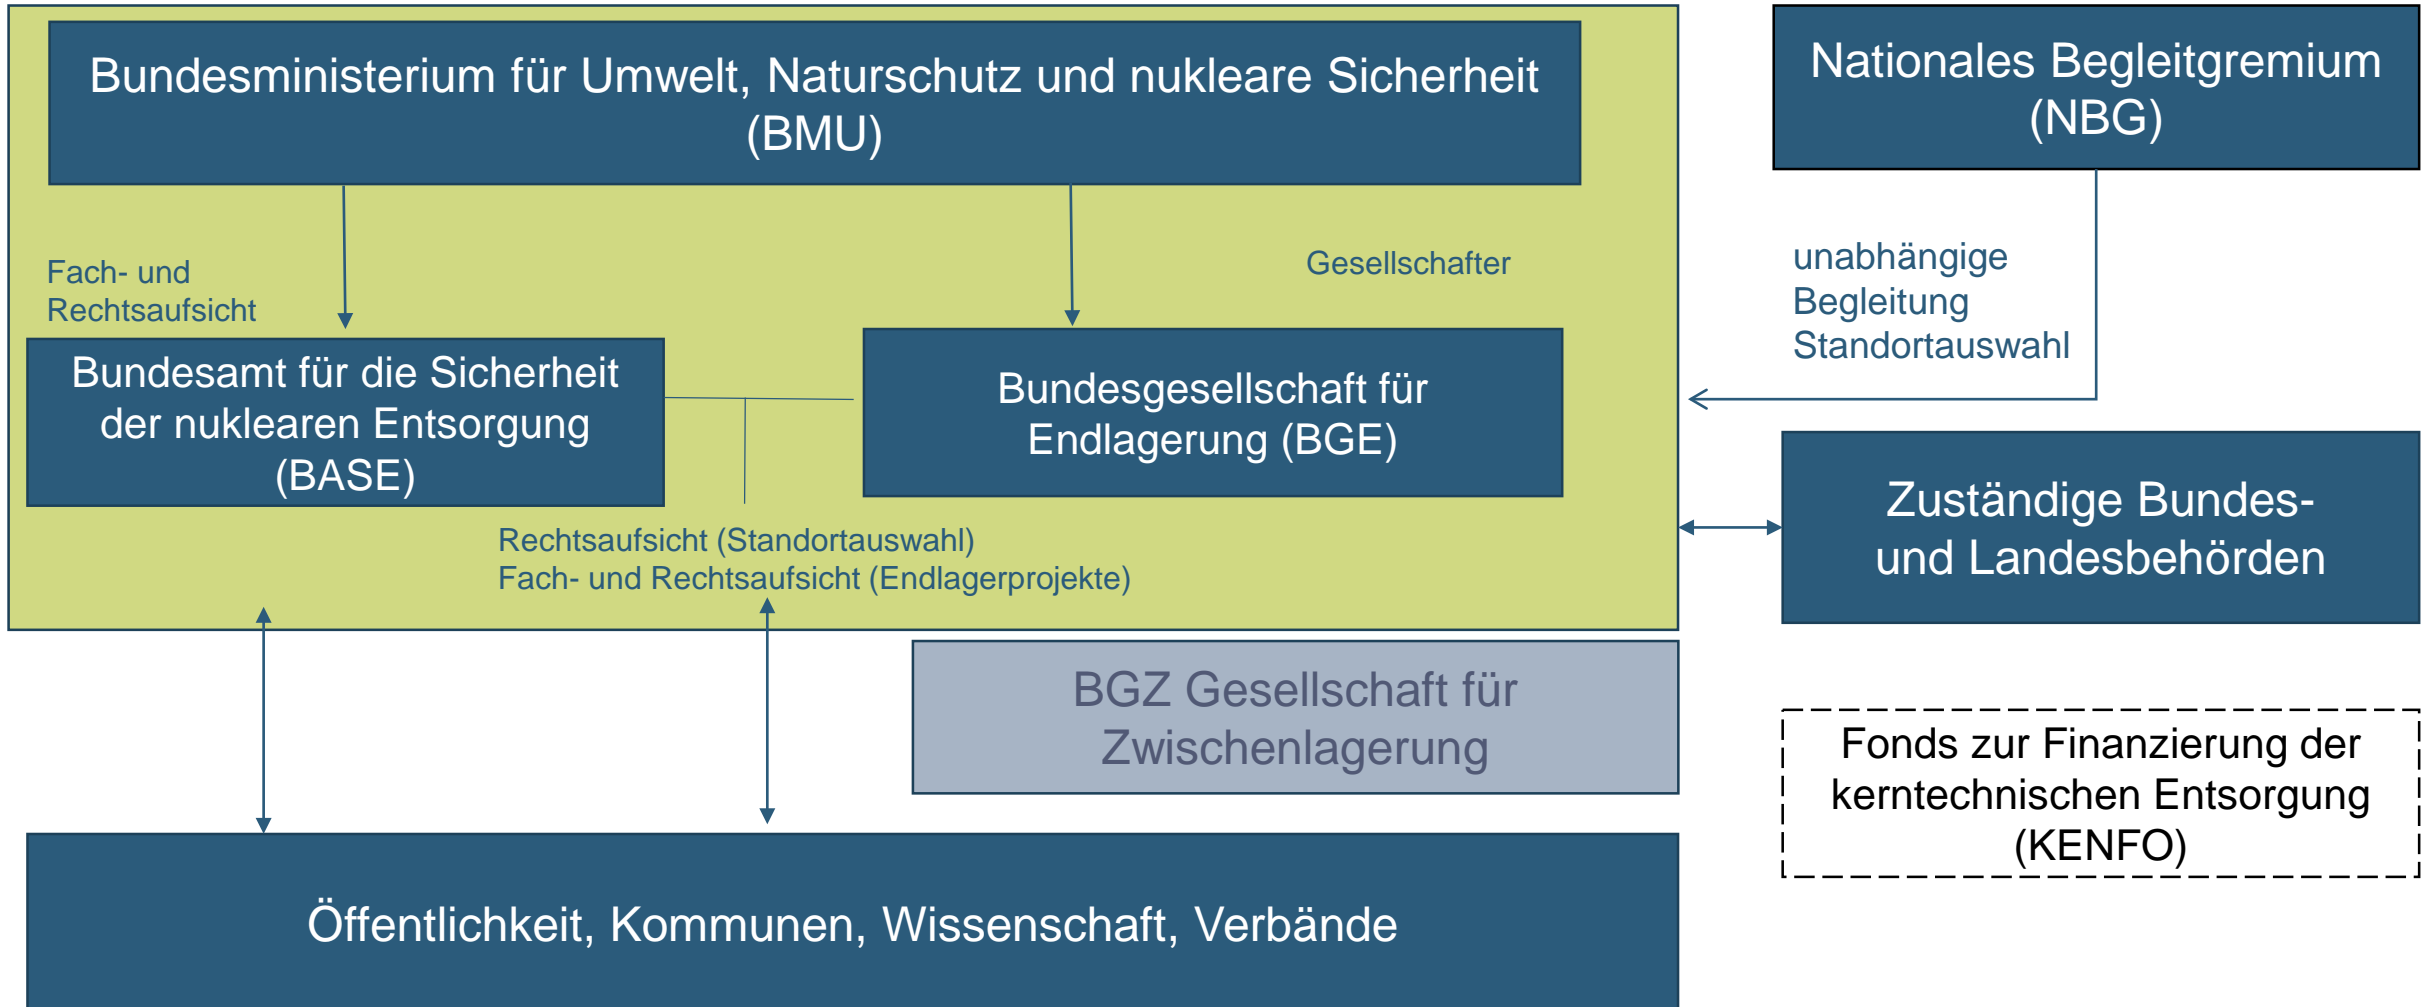 Bundesministerium für Umwelt, Naturschutz und nukleare Sicherheit
(BMU)
Nationales Begleitgremium
(NBG)
Fach- und
Rechtsaufsicht
Gesellschafter
unabhängige
Begleitung
Standortauswahl
Bundesamt für die Sicherheit
der nuklearen Entsorgung
(BASE)
Bundesgesellschaft für
Endlagerung (BGE)
Rechtsaufsicht (Standortauswahl)
Fach- und Rechtsaufsicht (Endlagerprojekte)
Zuständige Bundes-
und Landesbehörden
BGZ Gesellschaft für
Zwischenlagerung
Fonds zur Finanzierung der
kerntechnischen Entsorgung
(KENFO)
Öffentlichkeit, Kommunen, Wissenschaft, Verbände